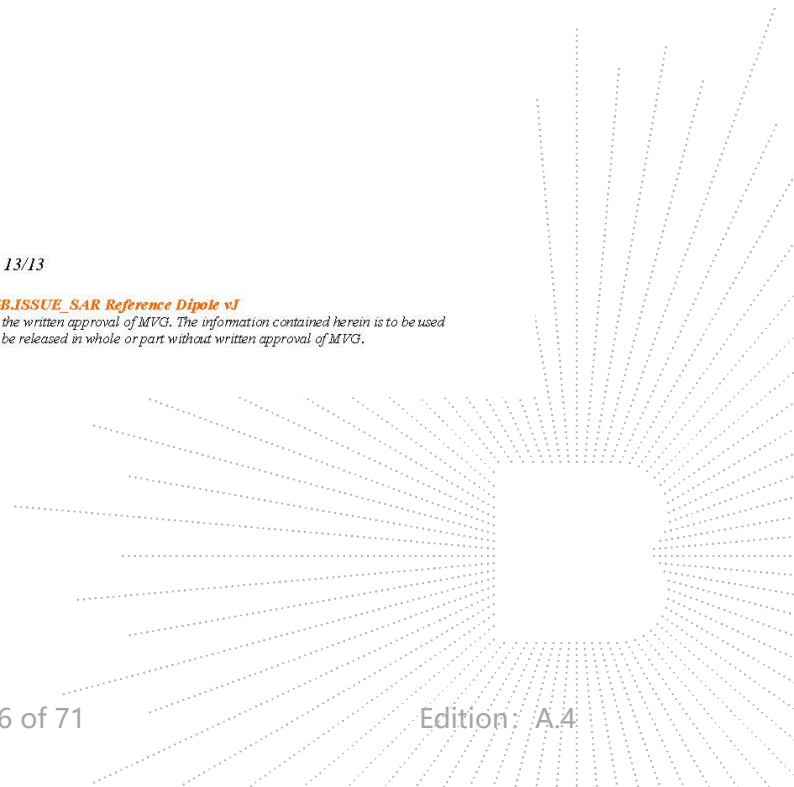 13/13
B.ISSUE_SAR Reference Dipole vJ
the written approval of MVG. The information contained herein is to be used
be released in whole or part without written approval of MVG.
6 of 71
Edition: A.4